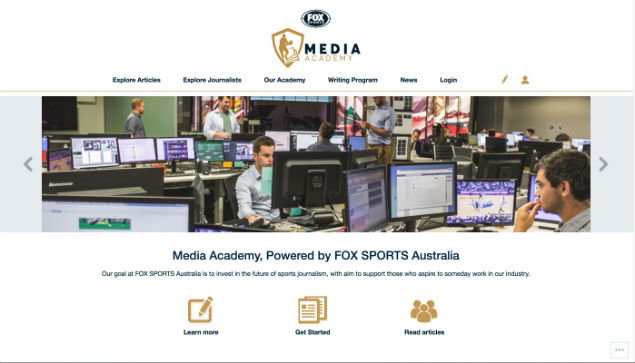 FOX
SPORTS
MEDIA
ACADEMY
Explore Articles Explore Journalists Our Academy Writing Program News Login
lenovo
Media Academy, Powered by FOX SPORTS Australia
Our goal at FOX SPORTS Australia is to invest in the future of sports journalism, with aim to support those who aspire to someday work in our industry.
Learn more Get Started Read articles